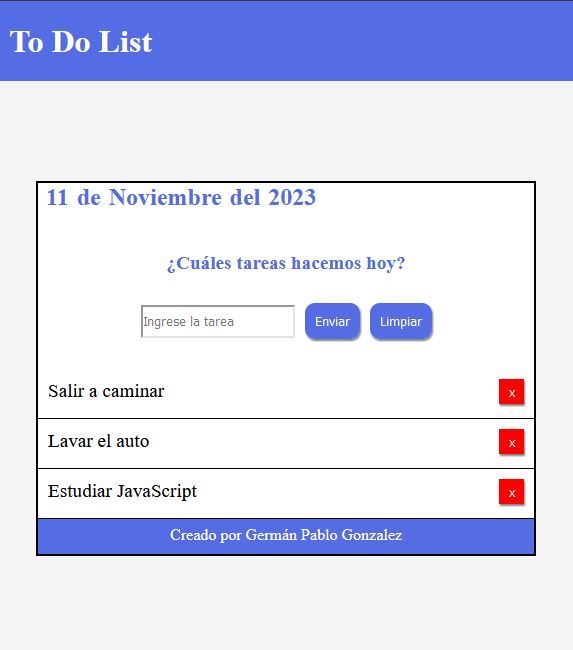 To Do List
11 de Noviembre del 2023
¿Cuáles tareas hacemos hoy?
Ingrese la tarea Enviar Limpiar
Salir a caminar x
Lavar el auto x
Estudiar JavaScript x
Creado por Germán Pablo Gonzalez